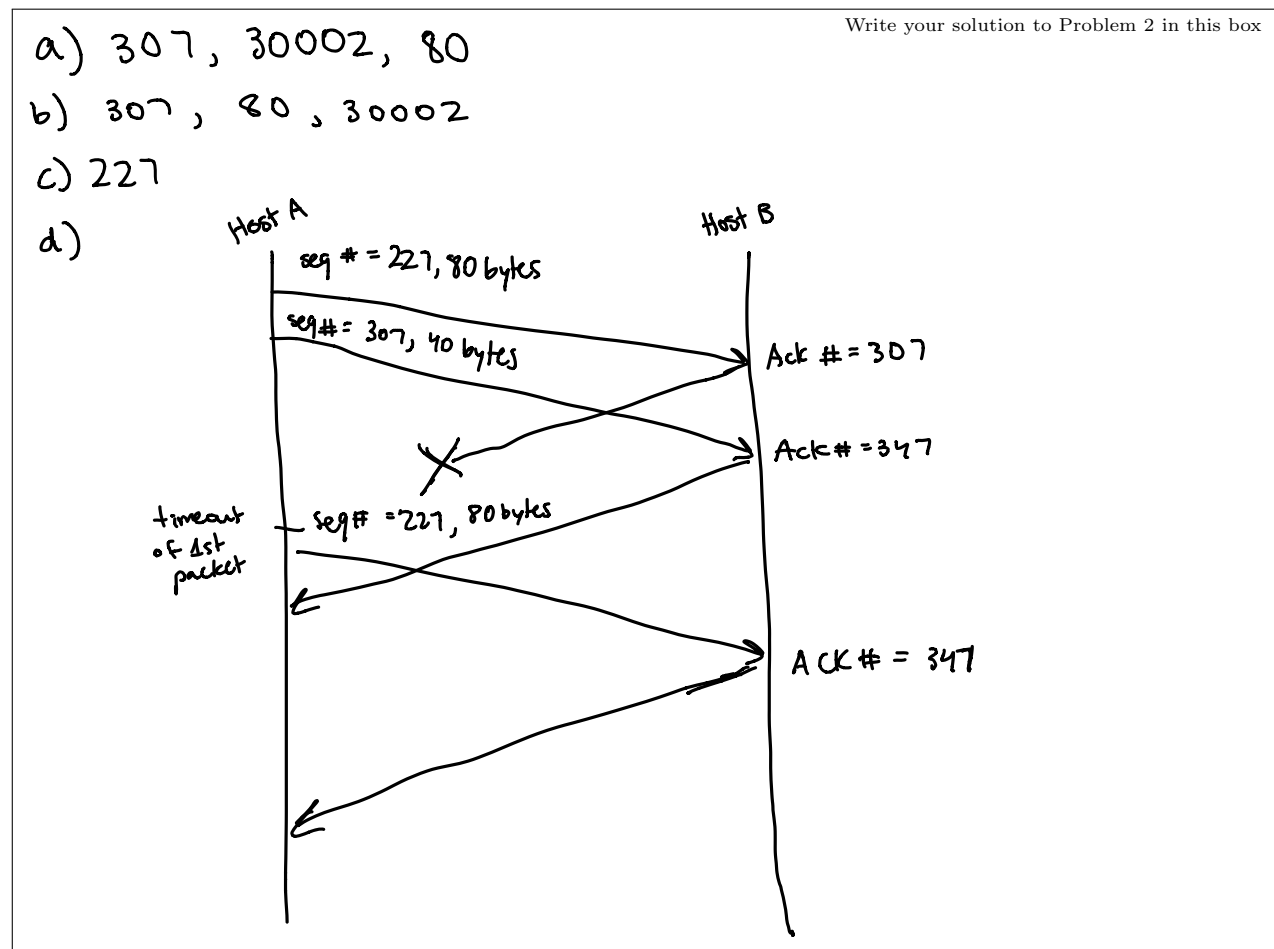 Write your solution to Problem 2 in this box
a) 307, 30002, 80
b) 307, 80, 30002
c) 227
d)
Host A
Host B
seq # = 227, 80 bytes
seq# = 307, 40 bytes
Ack # = 307
Ack# = 347
timeout
of 1st
packet
seq# = 227, 80 bytes
ACK# = 347